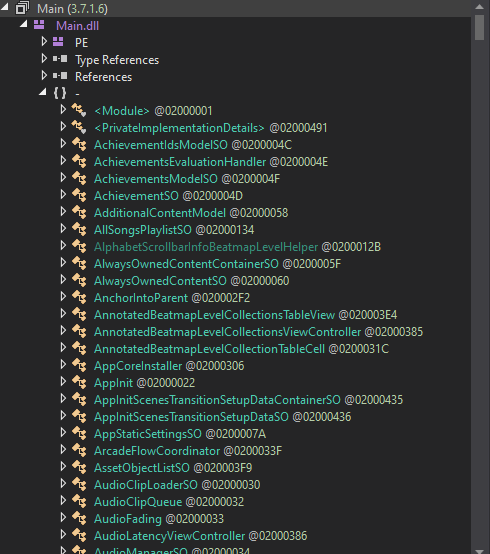 Main (3.7.1.6)
Main.dll
PE
Type References
References
{ } -
<Module> @02000001
<PrivateImplementationDetails> @02000491
AchievementIdsModelSO @0200004C
AchievementsEvaluationHandler @0200004E
AchievementsModelSO @0200004F
AchievementSO @0200004D
AdditionalContentModel @02000058
AllSongsPlaylistSO @02000134
AlphabetScrollbarInfoBeatmapLevelHelper @0200012B
AlwaysOwnedContentContainerSO @0200005F
AlwaysOwnedContentSO @02000060
AnchorIntoParent @020002F2
AnnotatedBeatmapLevelCollectionsTableView @020003E4
AnnotatedBeatmapLevelCollectionsViewController @02000385
AnnotatedBeatmapLevelCollectionTableCell @0200031C
AppCoreInstaller @02000306
AppInit @02000022
AppInitScenesTransitionSetupDataContainerSO @02000435
AppInitScenesTransitionSetupDataSO @02000436
AppStaticSettingsSO @0200007A
ArcadeFlowCoordinator @0200033F
AssetObjectListSO @020003F9
AudioClipLoaderSO @02000030
AudioClipQueue @02000032
AudioFading @02000033
AudioLatencyViewController @02000386
AudioManagerSO @02000034